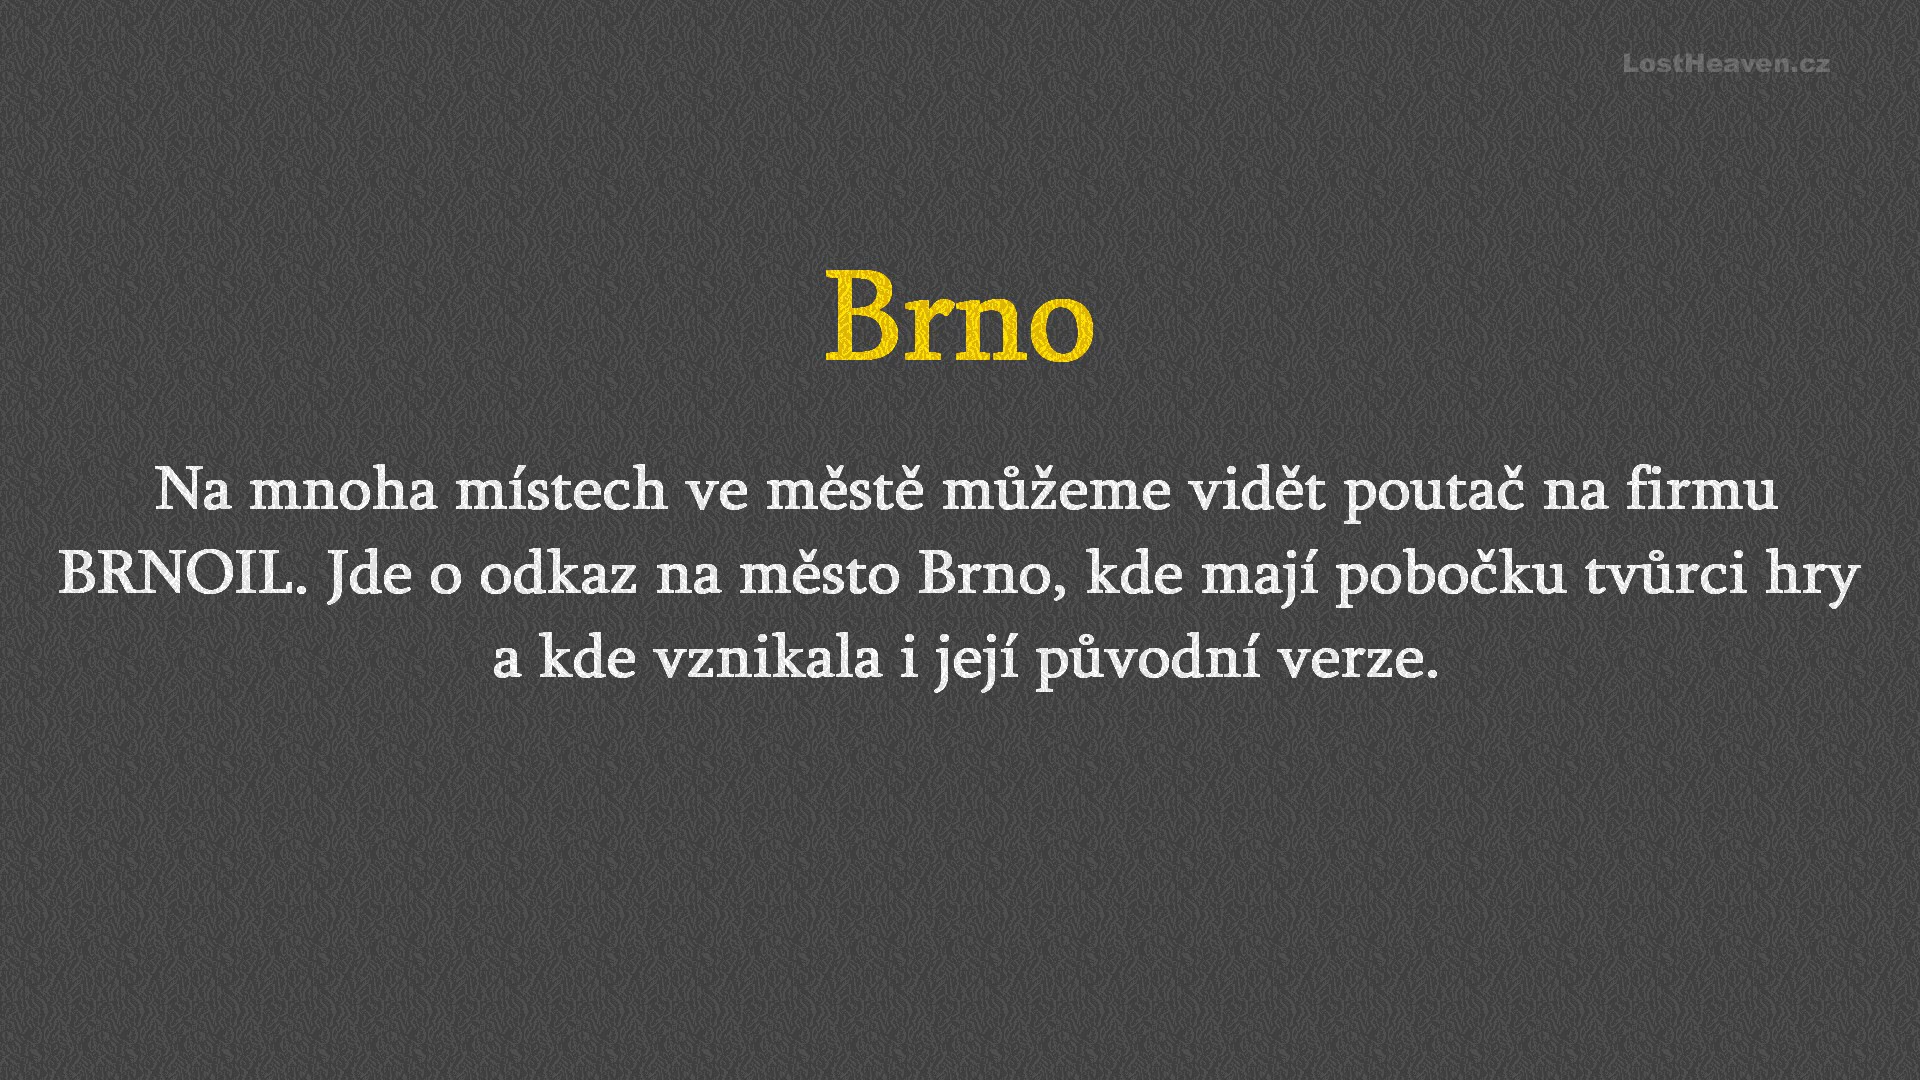 LostHeaven.cz
Brno
Na mnoha místech ve městě můžeme vidět poutač na firmu
BRNOIL. Jde o odkaz na město Brno, kde mají pobočku tvůrci hry
a kde vznikala i její původní verze.